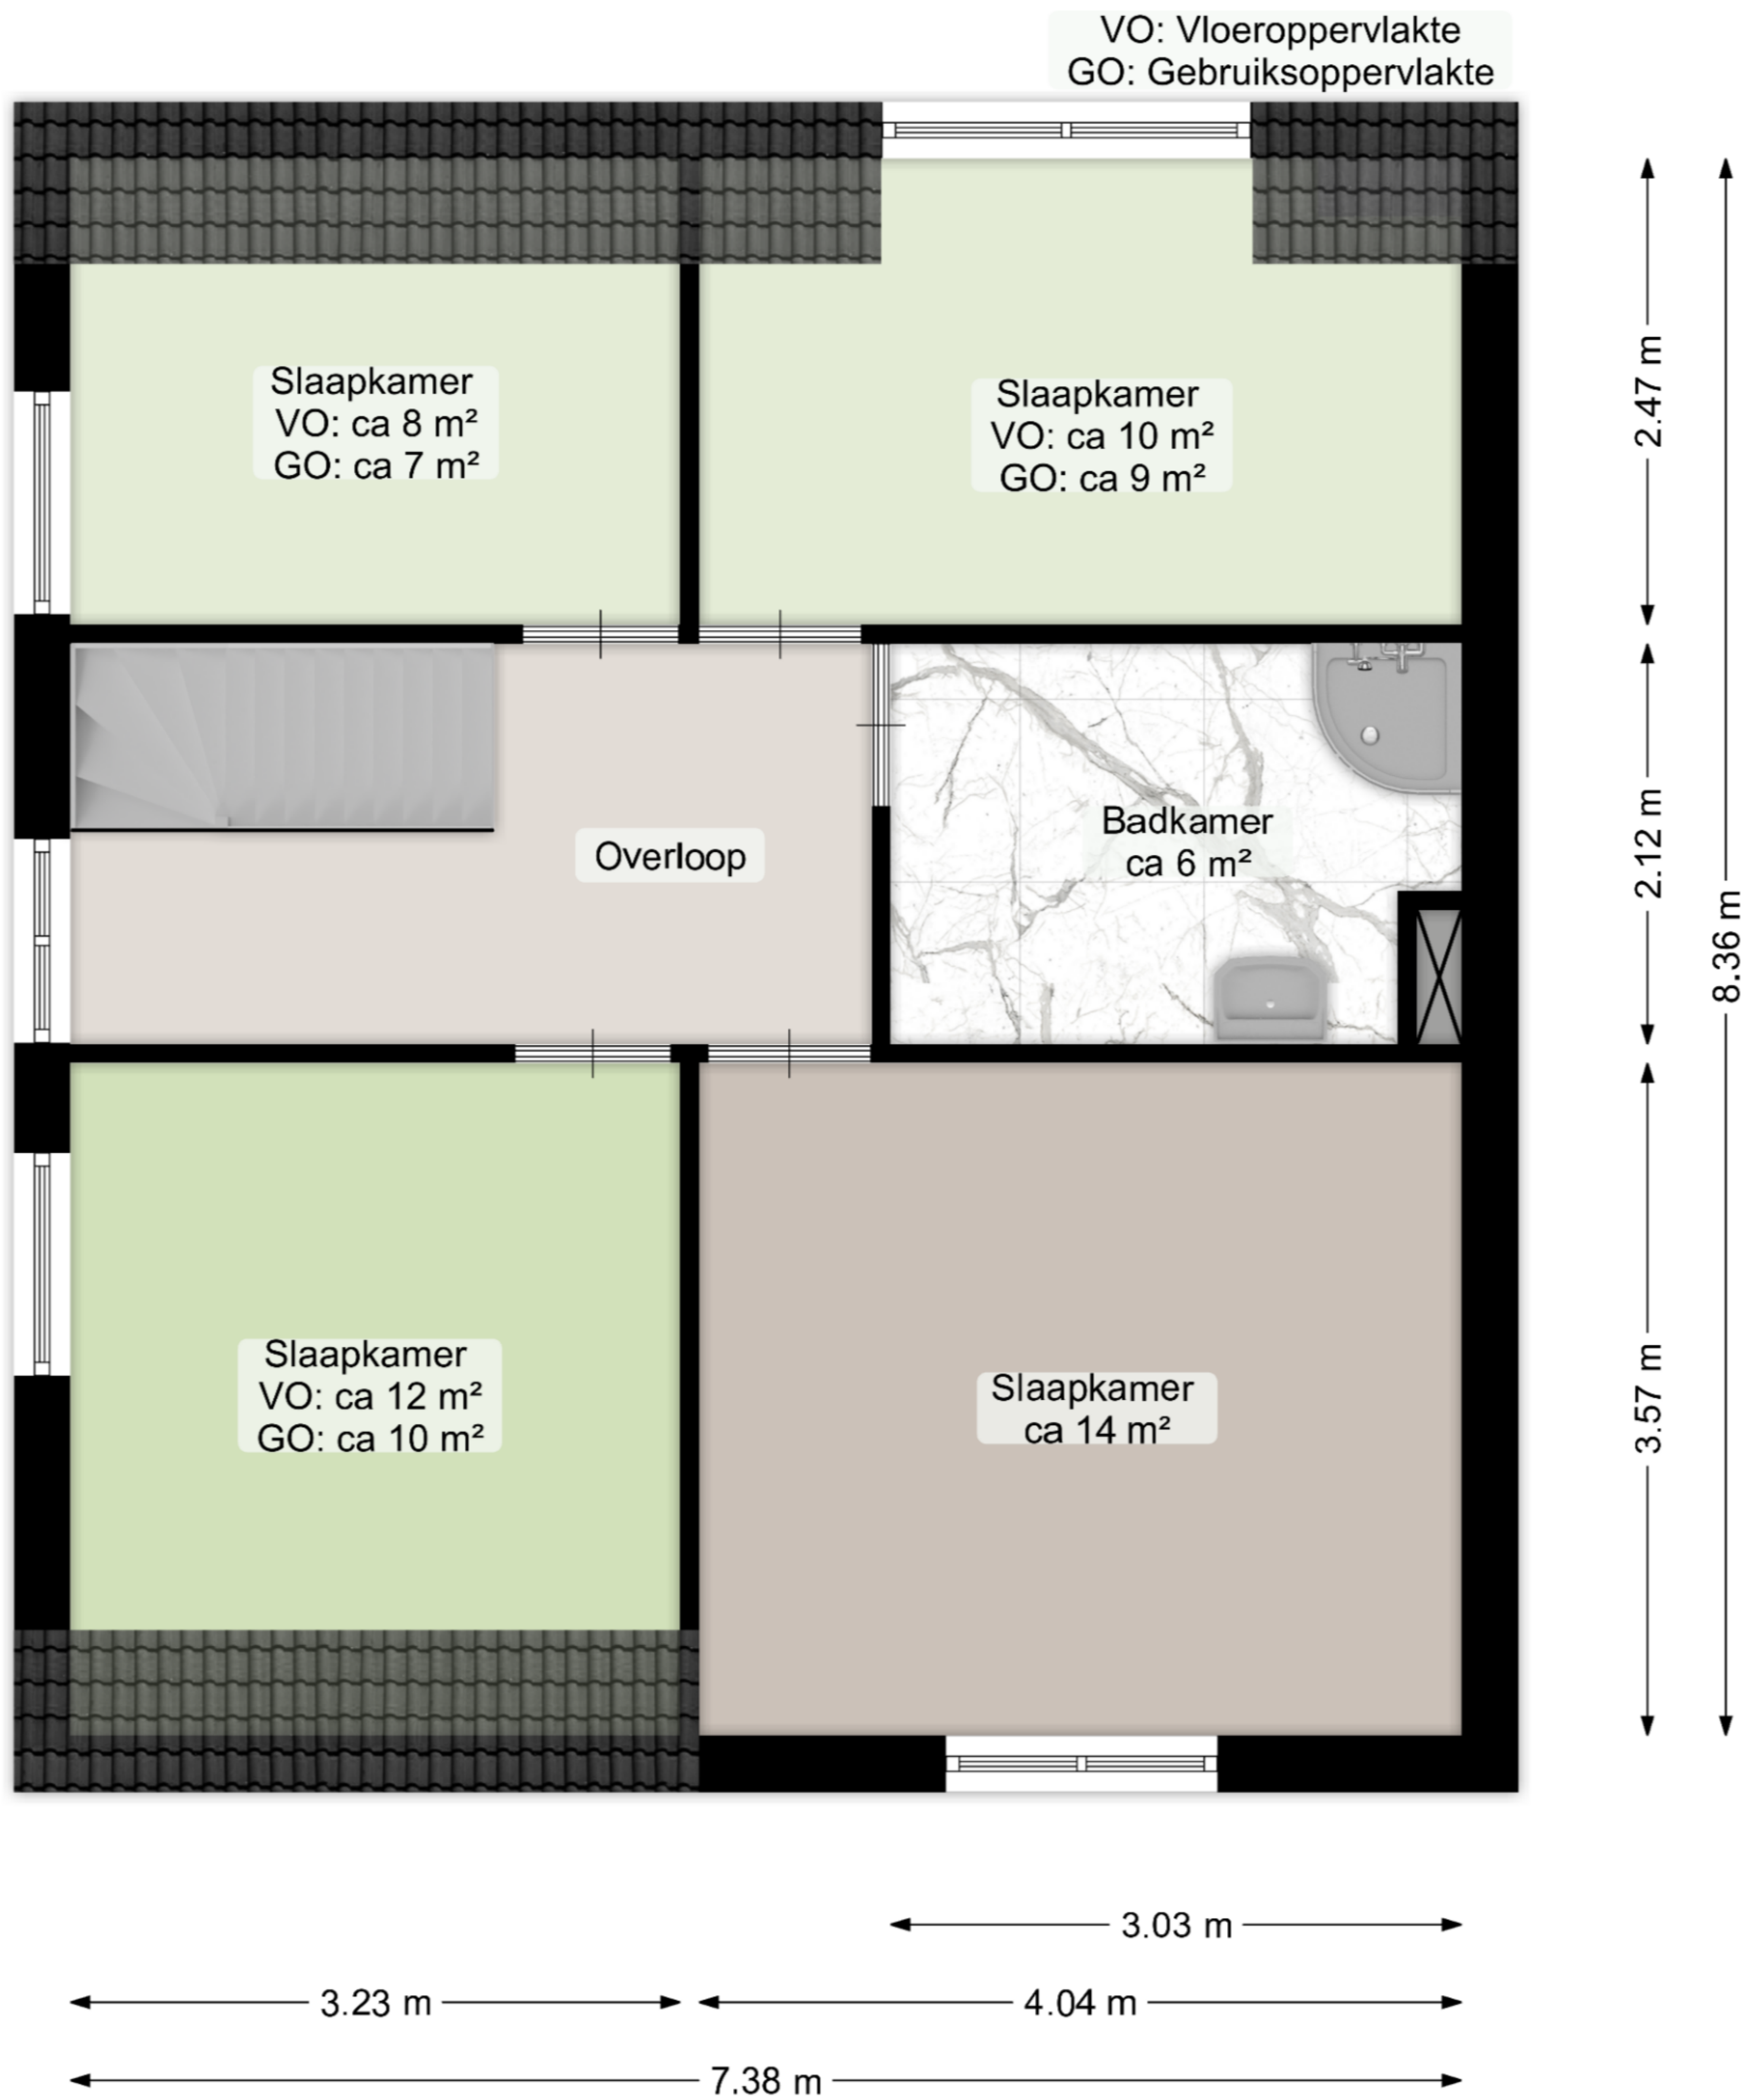 VO: Vloeroppervlakte
GO: Gebruiksoppervlakte
Slaapkamer
VO: ca 8 m²
GO: ca 7 m²
Slaapkamer
VO: ca 10 m²
GO: ca 9 m²
2.47 m
Overloop
Badkamer
ca 6 m²
2.12 m
8.36 m
Slaapkamer
VO: ca 12 m²
GO: ca 10 m²
Slaapkamer
ca 14 m²
3.57 m
3.03 m
3.23 m
4.04 m
7.38 m